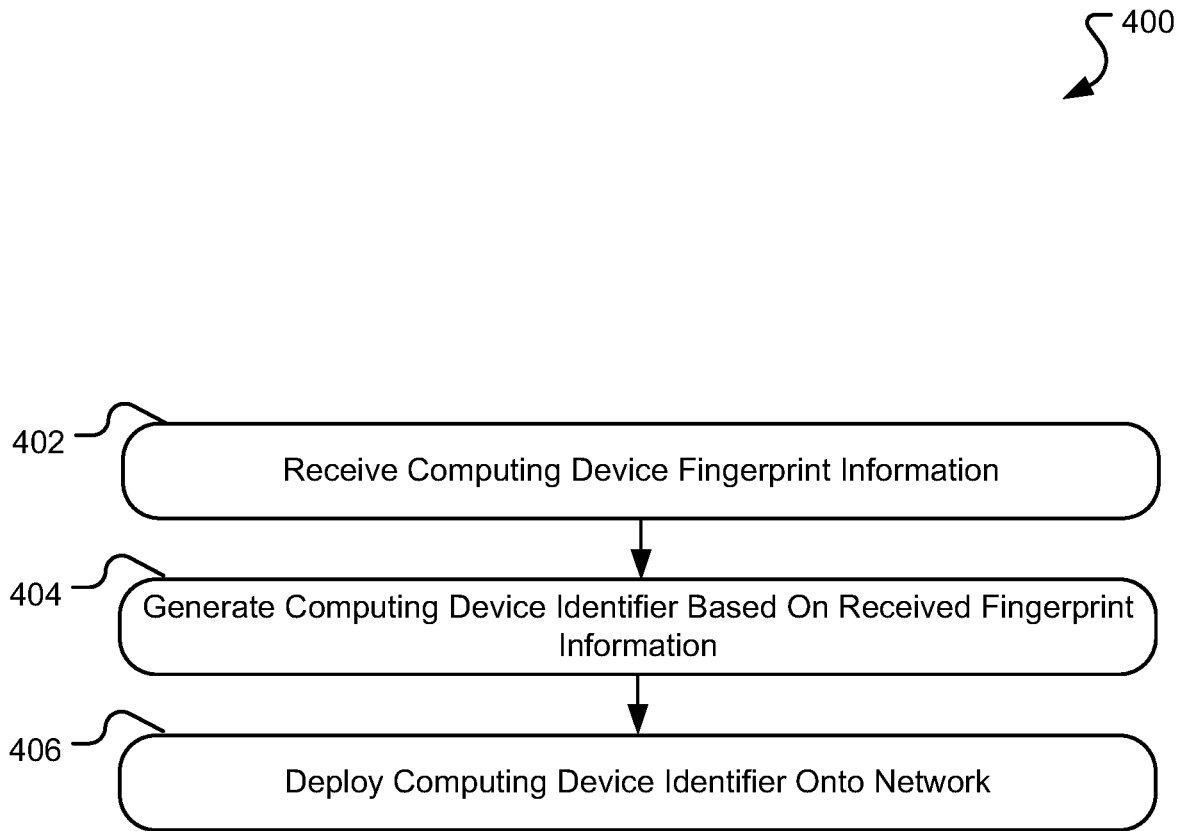 400
402
Receive Computing Device Fingerprint Information
404
Generate Computing Device Identifier Based On Received Fingerprint
Information
406
Deploy Computing Device Identifier Onto Network